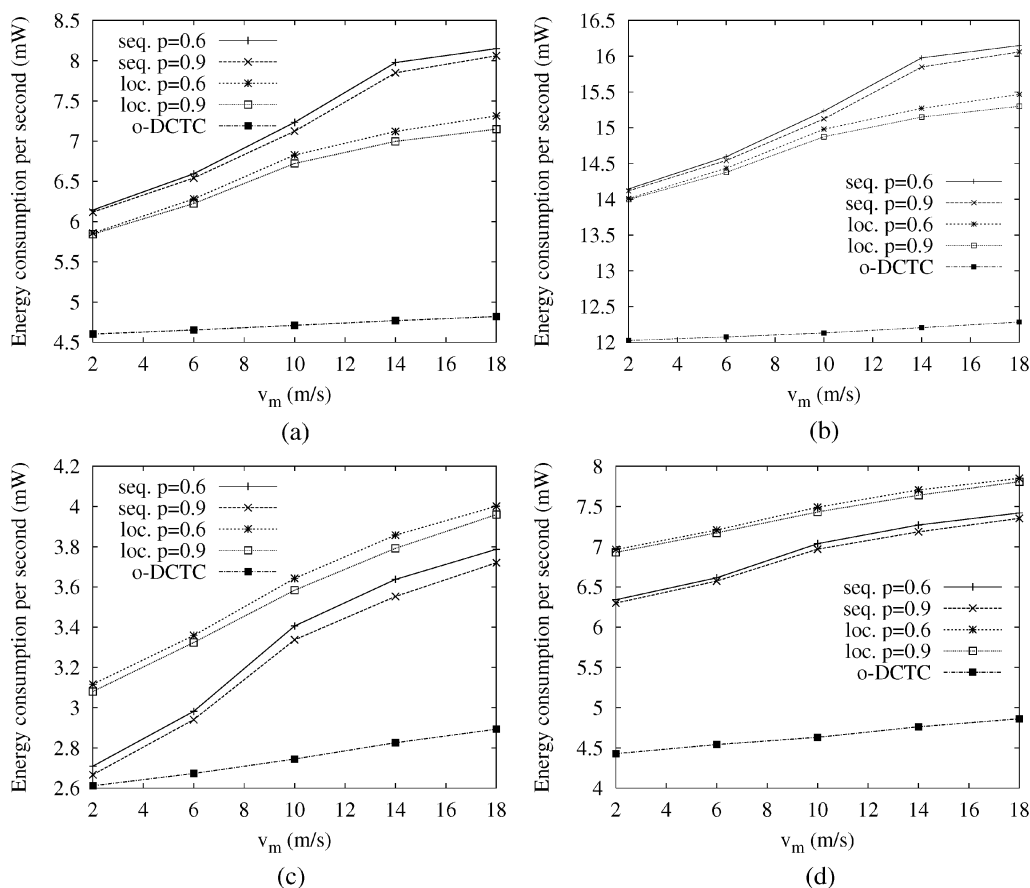 (a)
Energy consumption per second (mW)
8.5
8
7.5
7
6.5
6
5.5
5
4.5
seq. p=0.6
seq. p=0.9
loc. p=0.6
loc. p=0.9
o-DCTC
2 4 6 8 10 12 14 16 18
v_m (m/s)
(a)
(b)
Energy consumption per second (mW)
16.5
16
15.5
15
14.5
14
13.5
13
12.5
12
seq. p=0.6
seq. p=0.9
loc. p=0.6
loc. p=0.9
o-DCTC
2 4 6 8 10 12 14 16 18
v_m (m/s)
(b)
Energy consumption per second (mW)
4.2
4
3.8
3.6
3.4
3.2
3
2.8
2.6
seq. p=0.6
seq. p=0.9
loc. p=0.6
loc. p=0.9
o-DCTC
2 4 6 8 10 12 14 16 18
v_m (m/s)
(c)
Energy consumption per second (mW)
8
7.5
7
6.5
6
5.5
5
4.5
4
seq. p=0.6
seq. p=0.9
loc. p=0.6
loc. p=0.9
o-DCTC
2 4 6 8 10 12 14 16 18
v_m (m/s)
(d)